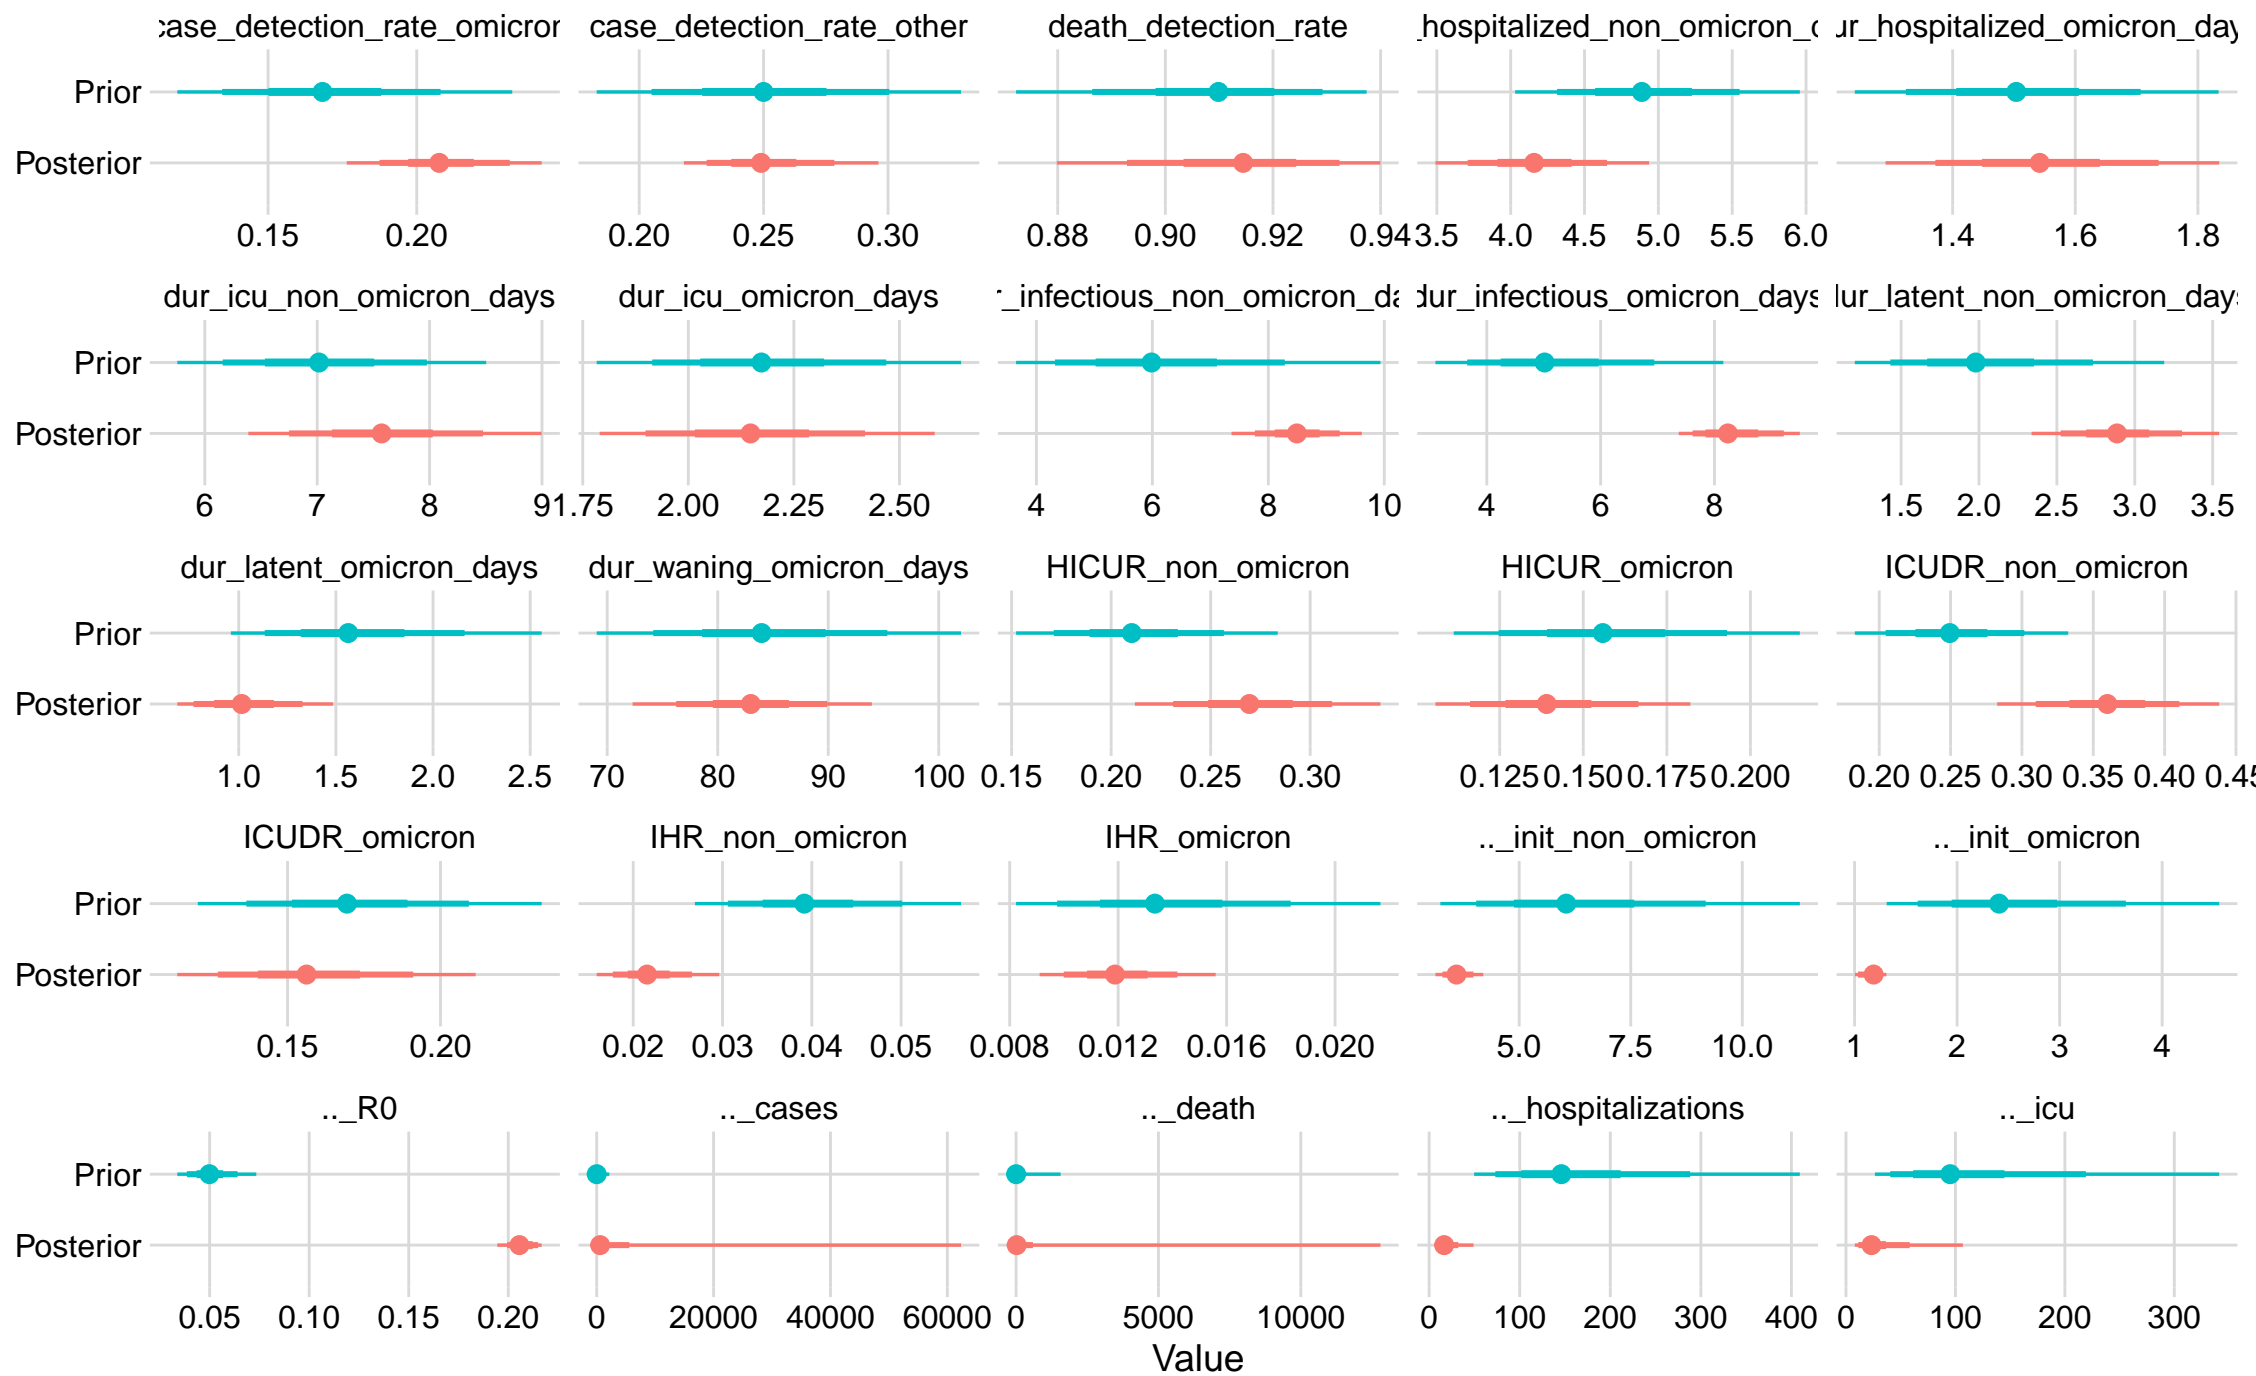 case_detection_rate_omicron case_detection_rate_other death_detection_rate _hospitalized_non_omicron_d ur_hospitalized_omicron_day
Prior
Posterior
0.15 0.20 0.20 0.25 0.30 0.88 0.90 0.92 0.94 3.5 4.0 4.5 5.0 5.5 6.0 1.4 1.6 1.8
dur_icu_non_omicron_days dur_icu_omicron_days r_infectious_non_omicron_da dur_infectious_omicron_days dur_latent_non_omicron_days
Prior
Posterior
6 7 8 9 1.75 2.00 2.25 2.50 4 6 8 10 4 6 8 1.5 2.0 2.5 3.0 3.5
dur_latent_omicron_days dur_waning_omicron_days HICUR_non_omicron HICUR_omicron ICUDR_non_omicron
Prior
Posterior
1.0 1.5 2.0 2.5 70 80 90 100 0.15 0.20 0.25 0.30 0.125 0.150 0.175 0.200 0.20 0.25 0.30 0.35 0.40 0.45
ICUDR_omicron IHR_non_omicron IHR_omicron .._init_non_omicron .._init_omicron
Prior
Posterior
0.15 0.20 0.02 0.03 0.04 0.05 0.008 0.012 0.016 0.020 5.0 7.5 10.0 1 2 3 4
.._R0 .._cases .._death .._hospitalizations .._icu
Prior
Posterior
0.05 0.10 0.15 0.20 0 20000 40000 60000 0 5000 10000 0 100 200 300 400 0 100 200 300
Value